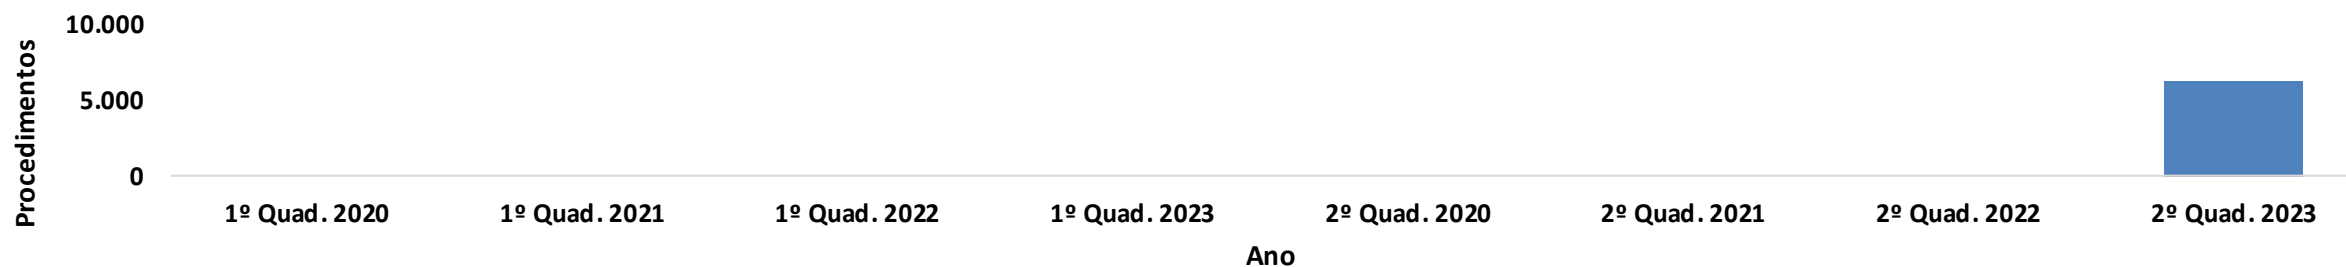 Procedimentos
10.000
5.000
0
1º Quad. 2020
1º Quad. 2021
1º Quad. 2022
1º Quad. 2023
2º Quad. 2020
2º Quad. 2021
2º Quad. 2022
2º Quad. 2023
Ano